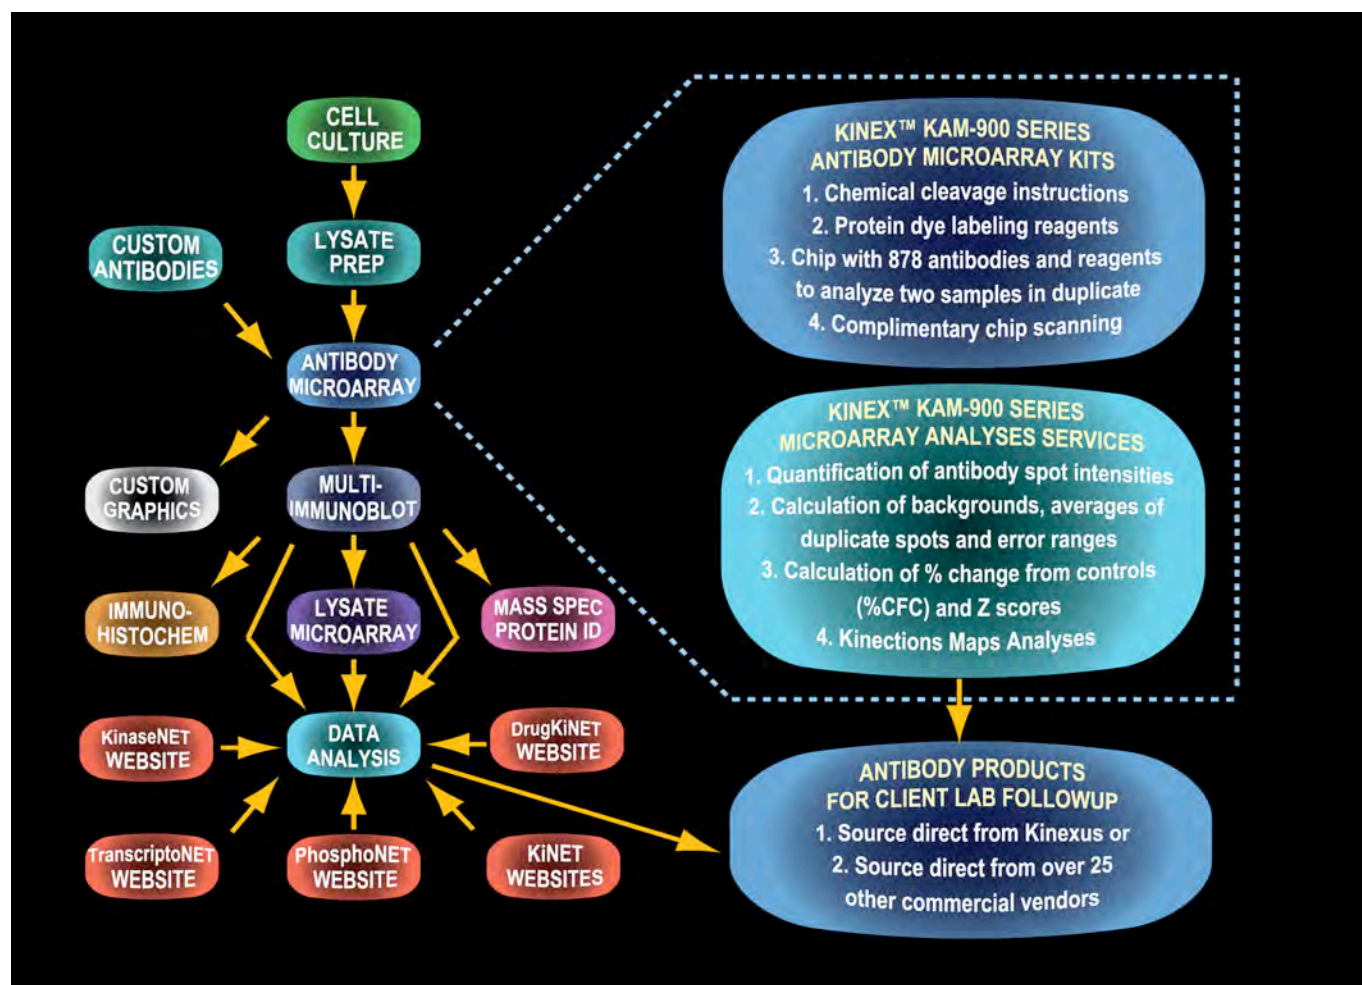 CELL
CULTURE
CUSTOM
ANTIBODIES
LYSATE
PREP
ANTIBODY
MICROARRAY
CUSTOM
GRAPHICS
MULTI-
IMMUNOBLOT
IMMUNO-
HISTOCHEM
LYSATE
MICROARRAY
MASS SPEC
PROTEIN ID
KinaseNET
WEBSITE
DATA
ANALYSIS
DrugKiNET
WEBSITE
TranscriptoNET
WEBSITE
PhosphoNET
WEBSITE
KiNET
WEBSITES
KINEX™ KAM-900 SERIES
ANTIBODY MICROARRAY KITS
1. Chemical cleavage instructions
2. Protein dye labeling reagents
3. Chip with 878 antibodies and reagents
to analyze two samples in duplicate
4. Complimentary chip scanning
KINEX™ KAM-900 SERIES
MICROARRAY ANALYSES SERVICES
1. Quantification of antibody spot intensities
2. Calculation of backgrounds, averages of
duplicate spots and error ranges
3. Calculation of % change from controls
(%CFC) and Z scores
4. Kinections Maps Analyses
ANTIBODY PRODUCTS
FOR CLIENT LAB FOLLOWUP
1. Source direct from Kinexus or
2. Source direct from over 25
other commercial vendors